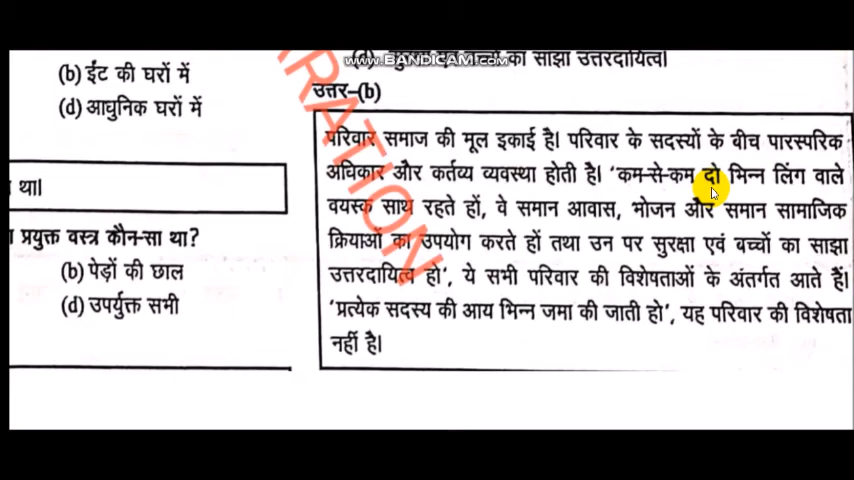 WWW.BANDICAM.COM
(b) ईंट की घरों में
(d) आधुनिक घरों में
था।
प्रयुक्त वस्त्र कौन-सा था?
(b) पेड़ों की छाल
(d) उपर्युक्त सभी
का साझा उत्तरदायित्व।
उत्तर–(b)
परिवार समाज की मूल इकाई है। परिवार के सदस्यों के बीच पारस्परिक
अधिकार और कर्तव्य व्यवस्था होती है। ‘कम-से-कम दो भिन्न लिंग वाले
वयस्क साथ रहते हों, वे समान आवास, भोजन और समान सामाजिक
क्रियाओं का उपयोग करते हों तथा उन पर सुरक्षा एवं बच्चों का साझा
उत्तरदायित्व हो’, ये सभी परिवार की विशेषताओं के अंतर्गत आते हैं।
‘प्रत्येक सदस्य की आय भिन्न जमा की जाती हो’, यह परिवार की विशेषता
नहीं है।
RATION